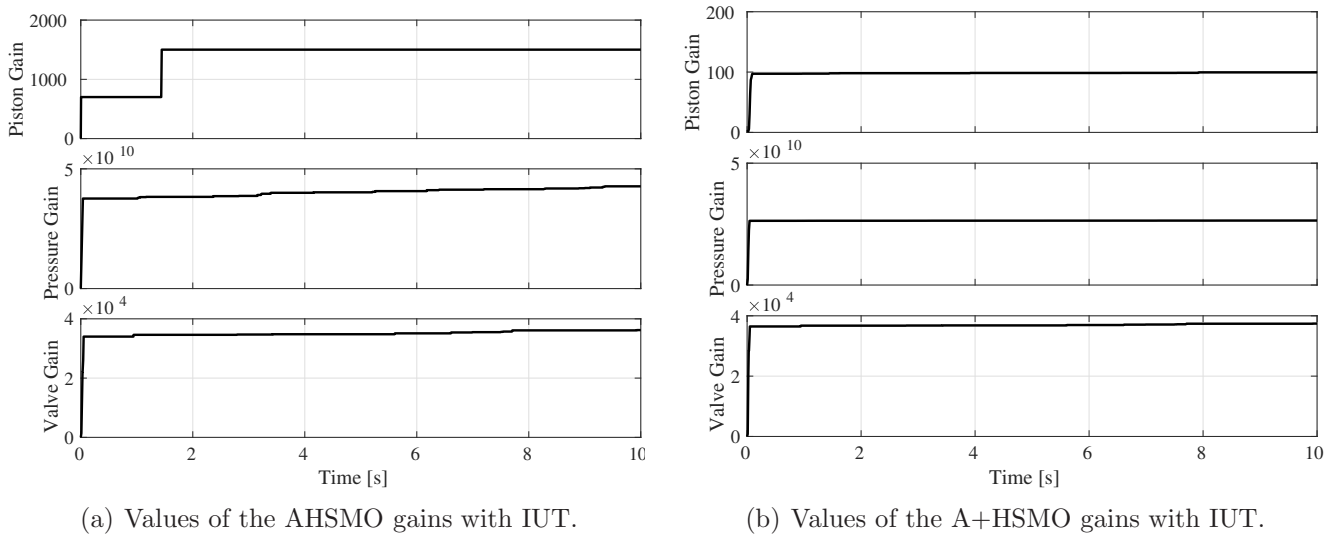 2000
1000
0
Piston Gain
×10 10
5
0
Pressure Gain
×10 4
4
2
0
Valve Gain
0 2 4 6 8 10
Time [s]
(a) Values of the AHSMO gains with IUT.
200
100
0
Piston Gain
×10 10
5
0
Pressure Gain
×10 4
4
2
0
Valve Gain
0 2 4 6 8 10
Time [s]
(b) Values of the A+HSMO gains with IUT.